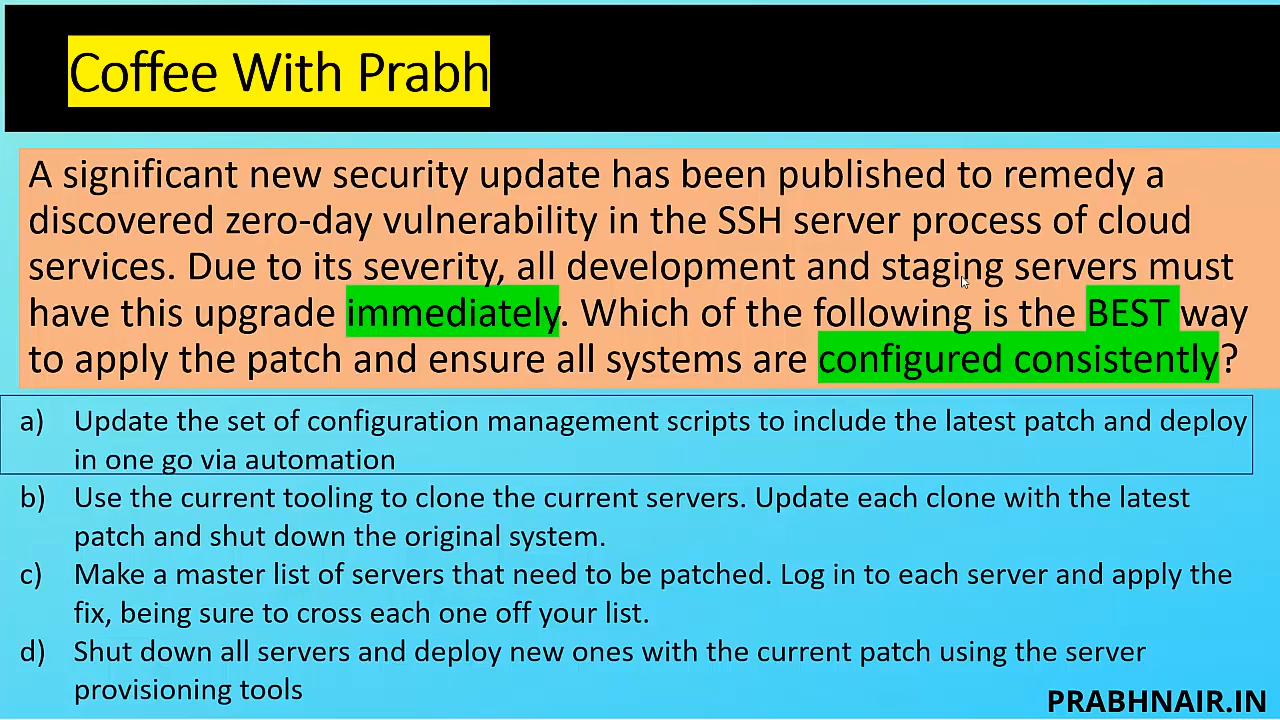 Coffee With Prabh
A significant new security update has been published to remedy a
discovered zero-day vulnerability in the SSH server process of cloud
services. Due to its severity, all development and staging servers must
have this upgrade immediately. Which of the following is the BEST way
to apply the patch and ensure all systems are configured consistently?
a) Update the set of configuration management scripts to include the latest patch and deploy
in one go via automation
b) Use the current tooling to clone the current servers. Update each clone with the latest
patch and shut down the original system.
c) Make a master list of servers that need to be patched. Log in to each server and apply the
fix, being sure to cross each one off your list.
d) Shut down all servers and deploy new ones with the current patch using the server
provisioning tools
PRABHNAIR.IN